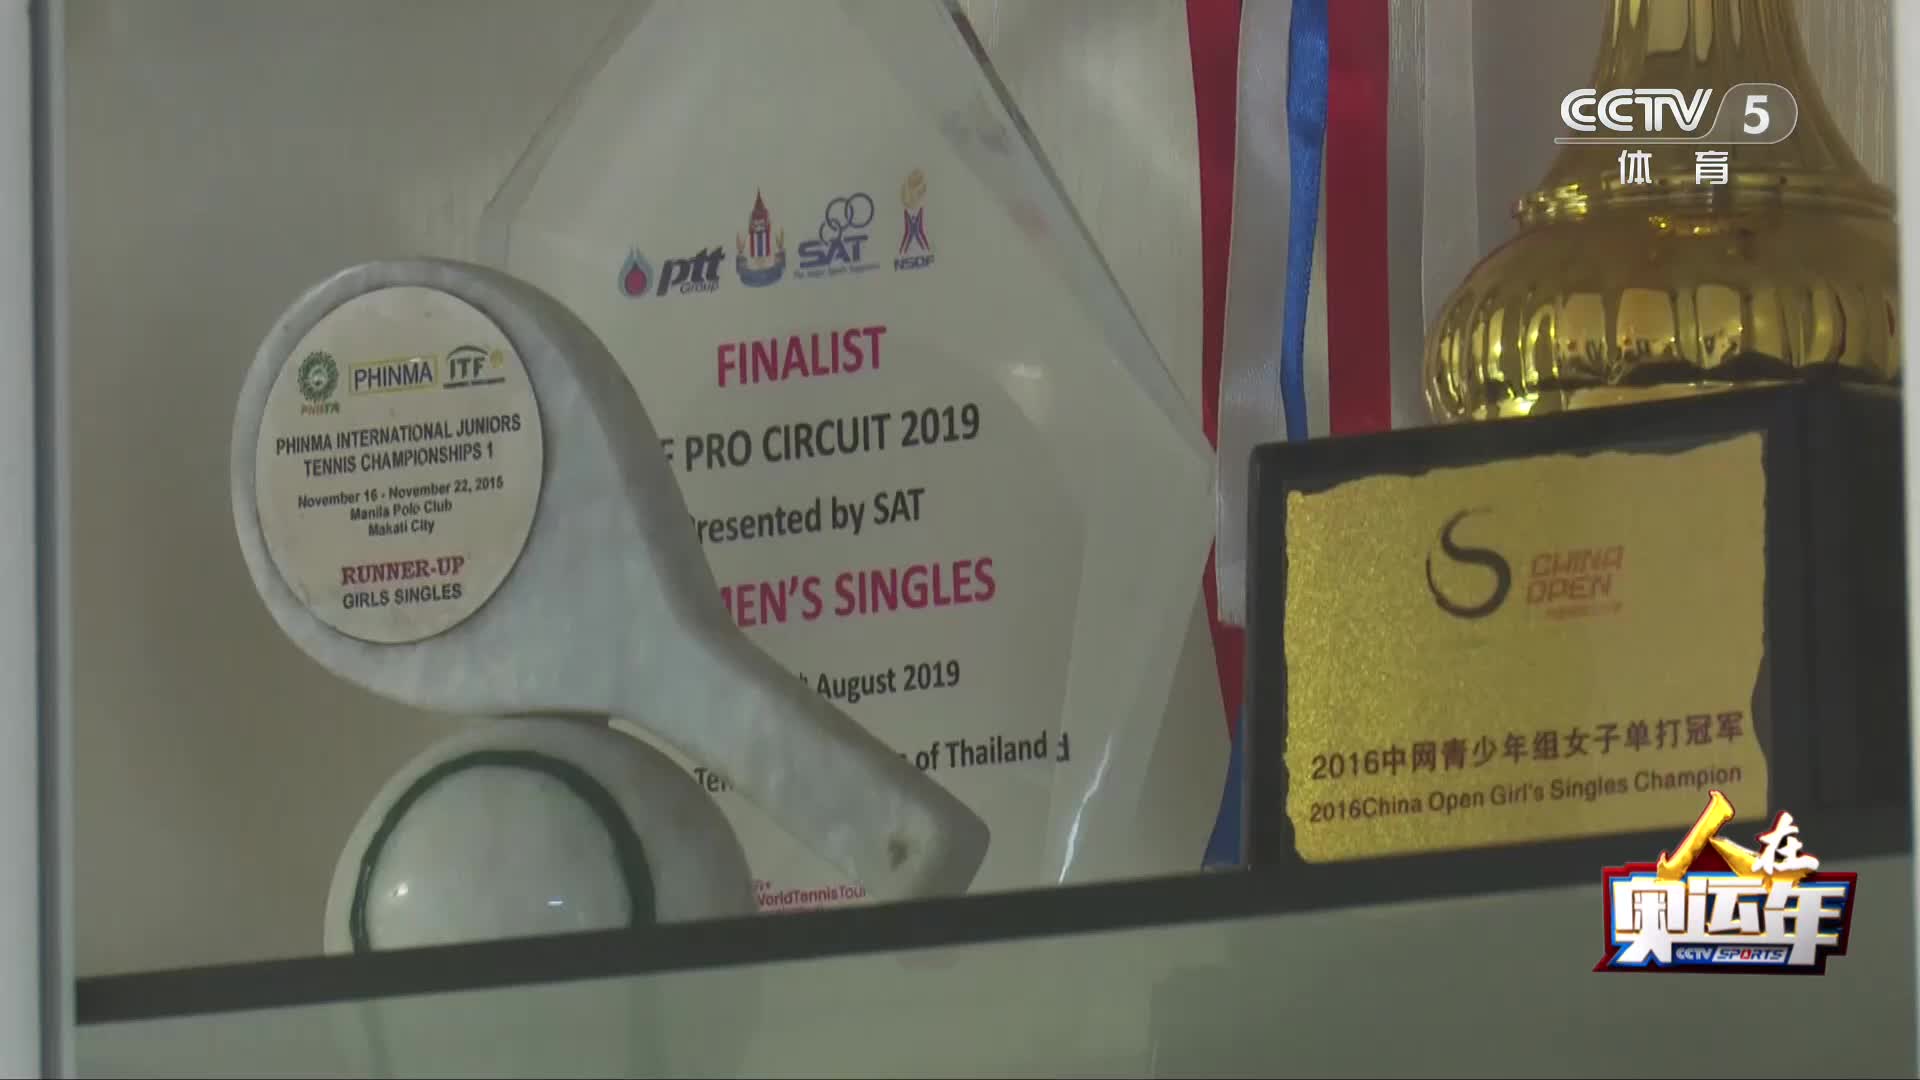 CCTV 5
体育
ptt
Group
SAT
NSDF
FINALIST
PRO CIRCUIT 2019
resented by SAT
MEN'S SINGLES
August 2019
of Thailand
WorldTennisTour
PHINMA
ITF
PHINMA INTERNATIONAL JUNIORS
TENNIS CHAMPIONSHIPS 1
November 16 - November 22, 2015
Manila Polo Club
Makati City
RUNNER-UP
GIRLS SINGLES
CHINA
OPEN
2016中网青少年组女子单打冠军
2016China Open Girl's Singles Champion
人在
奥运年
CCTV SPORTS